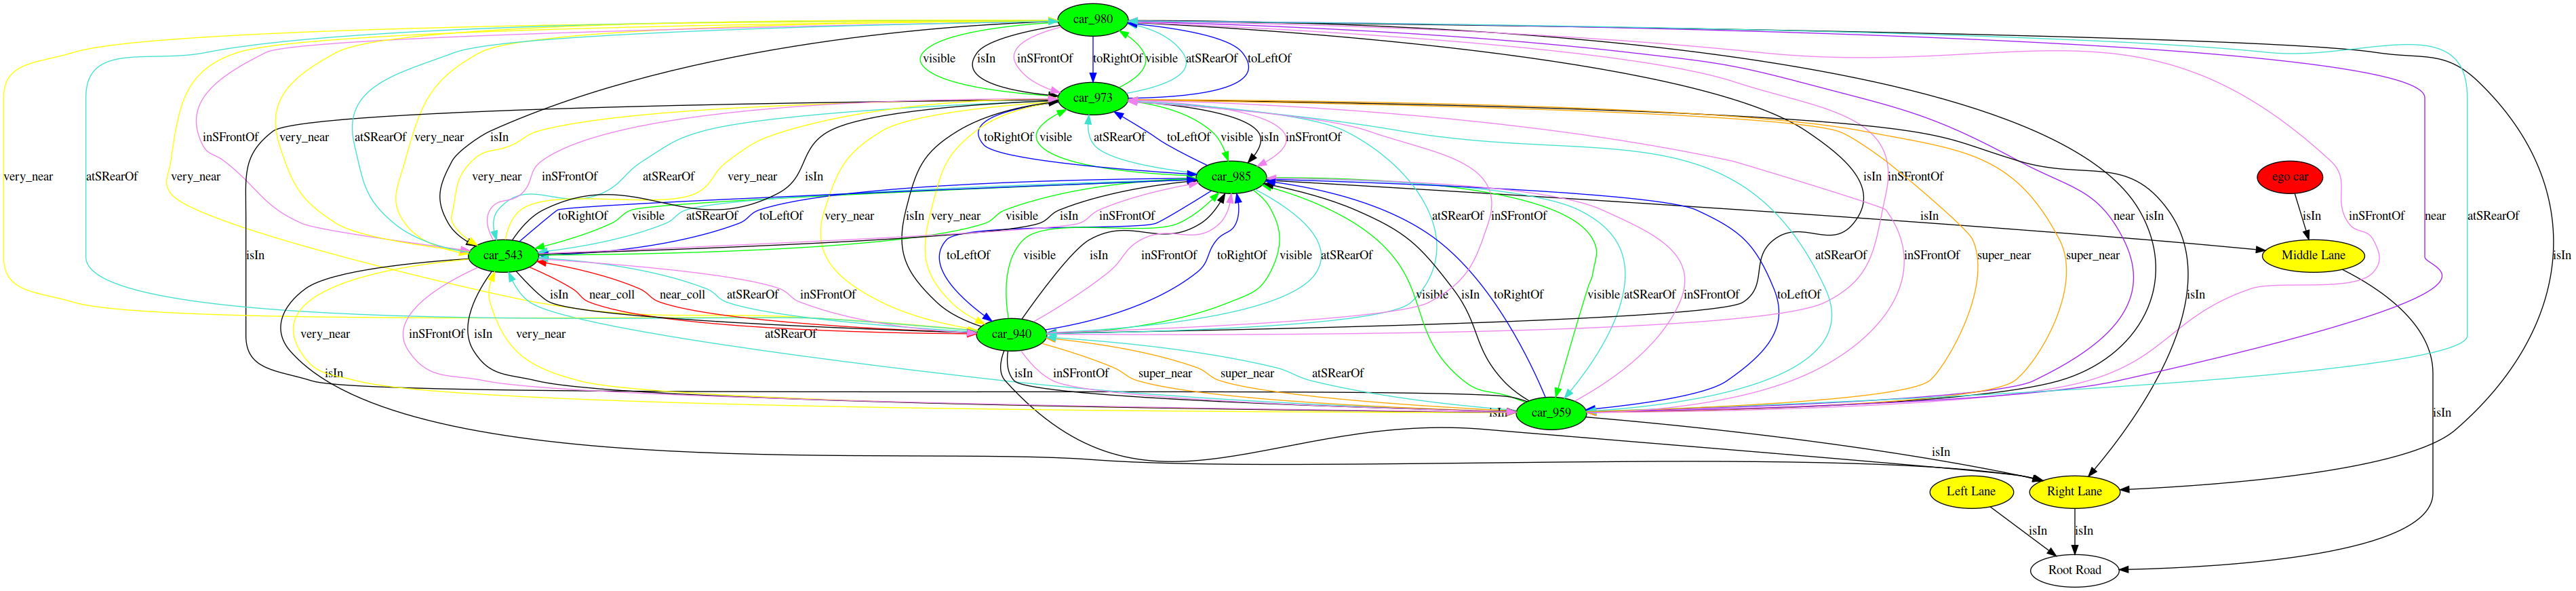 car_980
visible isIn inSFrontOf toRightOf visible atSRearOf toLeftOf
car_973
inSFrontOf very_near atSRearOf very_near isIn toRightOf visible atSRearOf toLeftOf visible isIn inSFrontOf
very_near atSRearOf very_near very_near inSFrontOf atSRearOf very_near isIn car_985 isIn inSFrontOf ego car
toRightOf visible atSRearOf toLeftOf very_near isIn very_near visible isIn inSFrontOf atSRearOf inSFrontOf near isIn isIn isIn inSFrontOf near atSRearOf
isIn car_543 toLeftOf visible isIn inSFrontOf toRightOf visible atSRearOf atSRearOf inSFrontOf super_near super_near Middle Lane isIn
isIn near_coll near_coll atSRearOf inSFrontOf visible isIn toRightOf visible atSRearOf inSFrontOf toLeftOf isIn
very_near inSFrontOf isIn very_near atSRearOf car_940
isIn isIn inSFrontOf super_near super_near atSRearOf
isIn car_959 isIn
isIn
Left Lane Right Lane
isIn isIn
Root Road